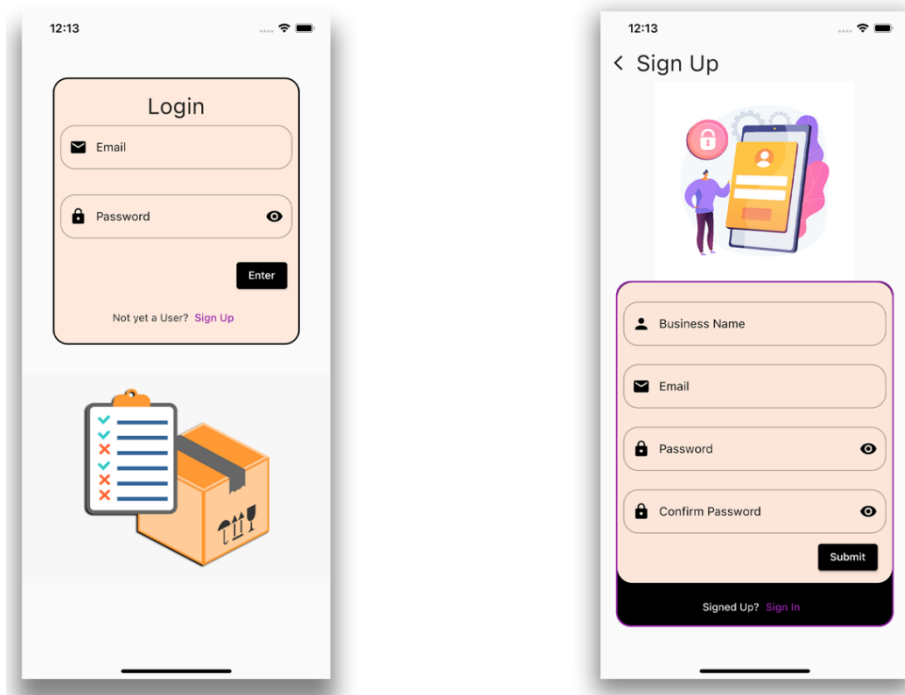 12:13
Login
Email
Password
Enter
Not yet a User? Sign Up
12:13
Sign Up
Business Name
Email
Password
Confirm Password
Submit
Signed Up? Sign In